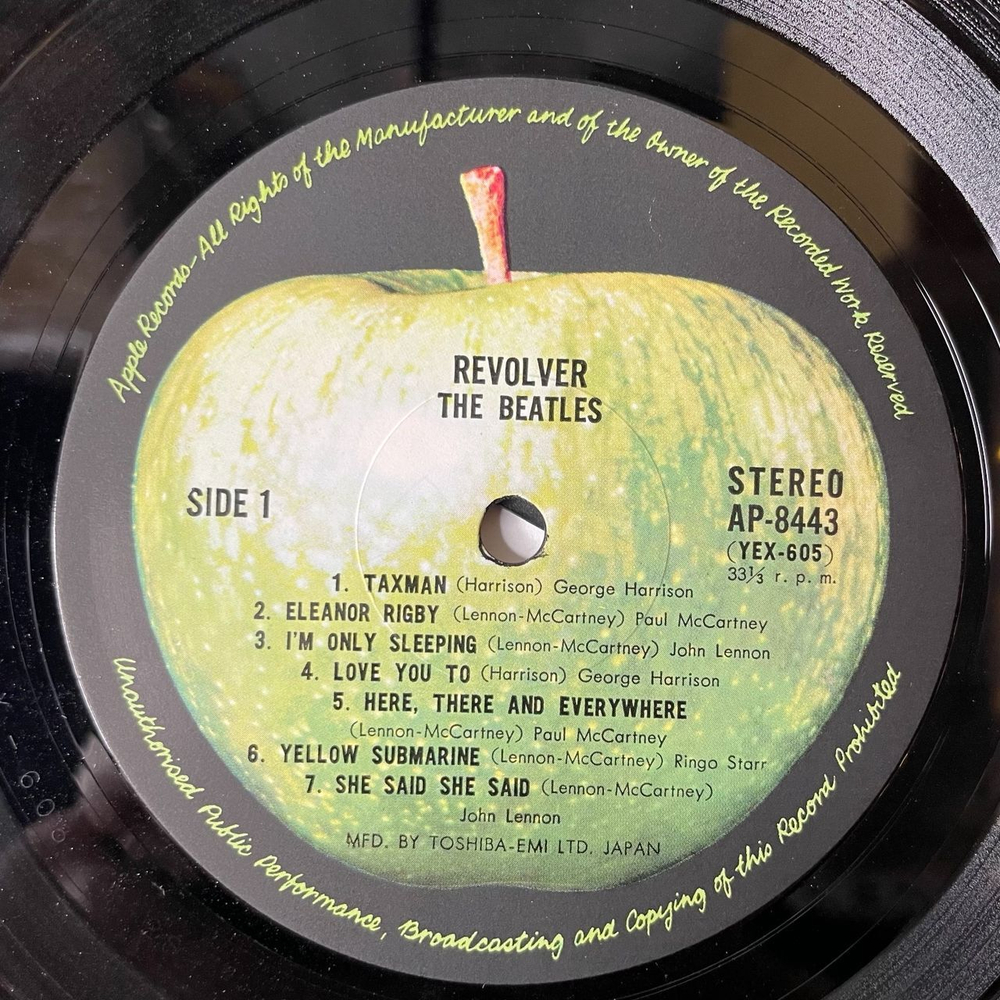 Apple Records-All Rights of the Manufacturer and of the Owner of the Recorded Work Reserved
REVOLVER
THE BEATLES
SIDE 1
STEREO
AP-8443
(YEX-605)
33⅓ r. p. m.
1. TAXMAN (Harrison) George Harrison
2. ELEANOR RIGBY (Lennon-McCartney) Paul McCartney
3. I'M ONLY SLEEPING (Lennon-McCartney) John Lennon
4. LOVE YOU TO (Harrison) George Harrison
5. HERE, THERE AND EVERYWHERE
(Lennon-McCartney) Paul McCartney
6. YELLOW SUBMARINE (Lennon-McCartney) Ringo Starr
7. SHE SAID SHE SAID (Lennon-McCartney)
John Lennon
MFD. BY TOSHIBA-EMI LTD. JAPAN
Unauthorised Public Performance, Broadcasting and Copying of this Record Prohibited